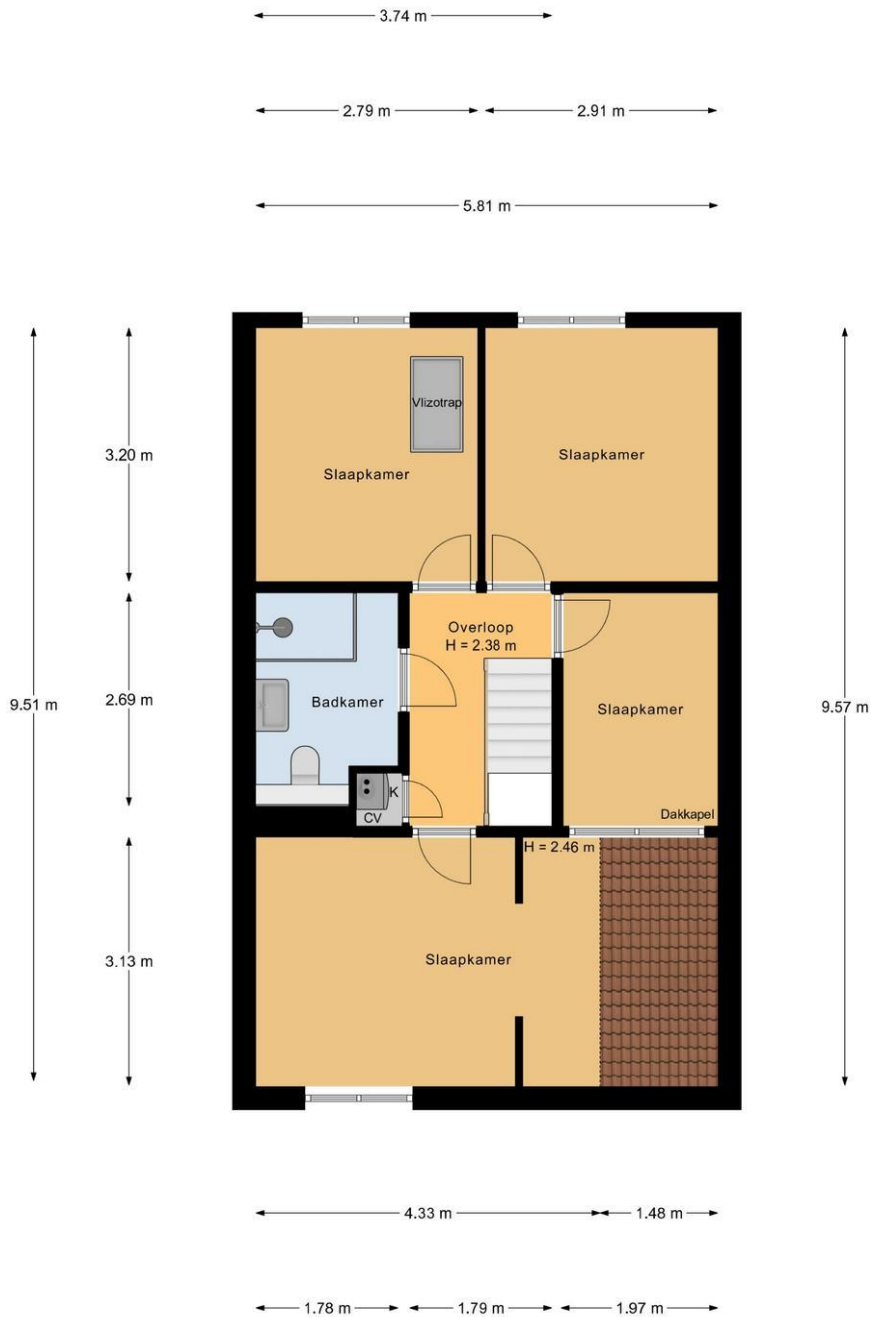 3.74 m
2.79 m
2.91 m
5.81 m
Vlizotrap
3.20 m
Slaapkamer
Slaapkamer
Overloop
H = 2.38 m
9.51 m
2.69 m
Badkamer
Slaapkamer
9.57 m
K
CV
Dakkapel
H = 2.46 m
3.13 m
Slaapkamer
4.33 m
1.48 m
1.78 m
1.79 m
1.97 m